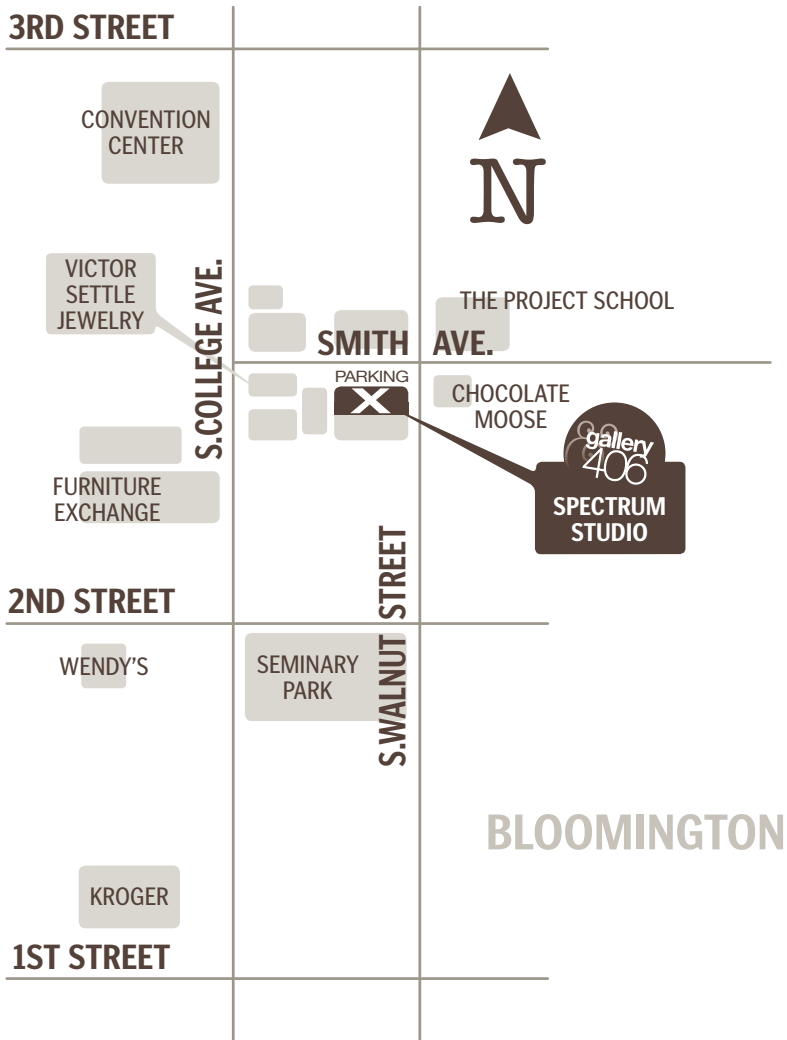 3RD STREET
CONVENTION
CENTER
N
VICTOR
SETTLE
JEWELRY
S.COLLEGE AVE.
THE PROJECT SCHOOL
SMITH AVE.
PARKING
X
CHOCOLATE
MOOSE
gallery
406
SPECTRUM
STUDIO
FURNITURE
EXCHANGE
2ND STREET
S.WALNUT STREET
WENDY'S
SEMINARY
PARK
BLOOMINGTON
KROGER
1ST STREET